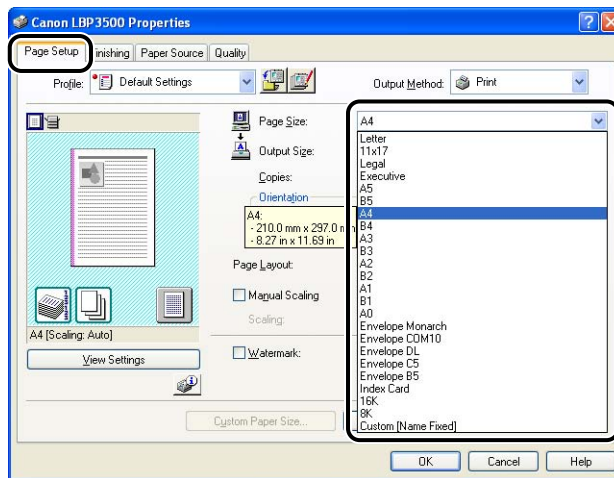 Canon LBP3500 Properties
Page Setup
inishing
Paper Source
Quality
Profile:
Default Settings
Output Method:
Print
Page Size:
A4
Output Size:
Copies:
Orientation
A4:
- 210.0 mm x 297.0 m
- 8.27 in x 11.69 in
Page Layout:
Manual Scaling
Scaling:
A4 [Scaling: Auto]
View Settings
Watermark:
Custom Paper Size...
Letter
11x17
Legal
Executive
A5
B5
A4
B4
A3
B3
A2
B2
A1
B1
A0
Envelope Monarch
Envelope COM10
Envelope DL
Envelope C5
Envelope B5
Index Card
16K
8K
Custom [Name Fixed]
OK
Cancel
Help